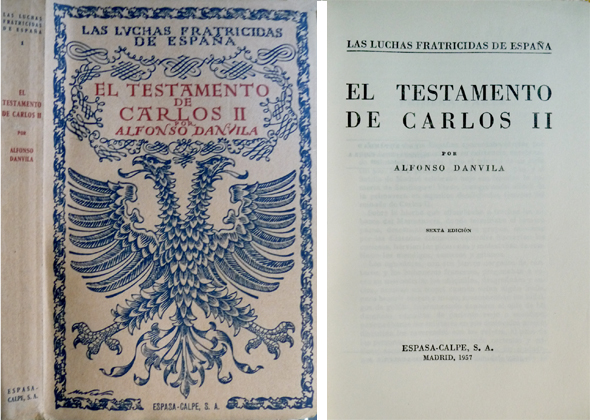 LAS LUCHAS
FRATRICIDAS
DE ESPAÑA
I
EL
TESTAMENTO
DE CARLOS II
POR
ALFONSO
DANVILA
ESPASA-
CALPE, S. A.
LAS LVCHAS FRATRICIDAS
DE ESPAÑA
EL TESTAMENTO
DE
CARLOS II
POR
ALFONSO DANVILA
ESPASA-CALPE, S. A.
LAS LUCHAS FRATRICIDAS DE ESPAÑA
EL TESTAMENTO
DE CARLOS II
POR
ALFONSO DANVILA
SEXTA EDICIÓN
ESPASA-CALPE, S. A.
MADRID, 1957